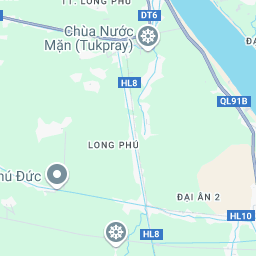 TT. LONG PHÚ
DT6
Chùa Nước
Mặn (Tukpray)
HL8
QL91B
LONG PHÚ
hú Đức
ĐẠI ÂN 2
HL10
HL8